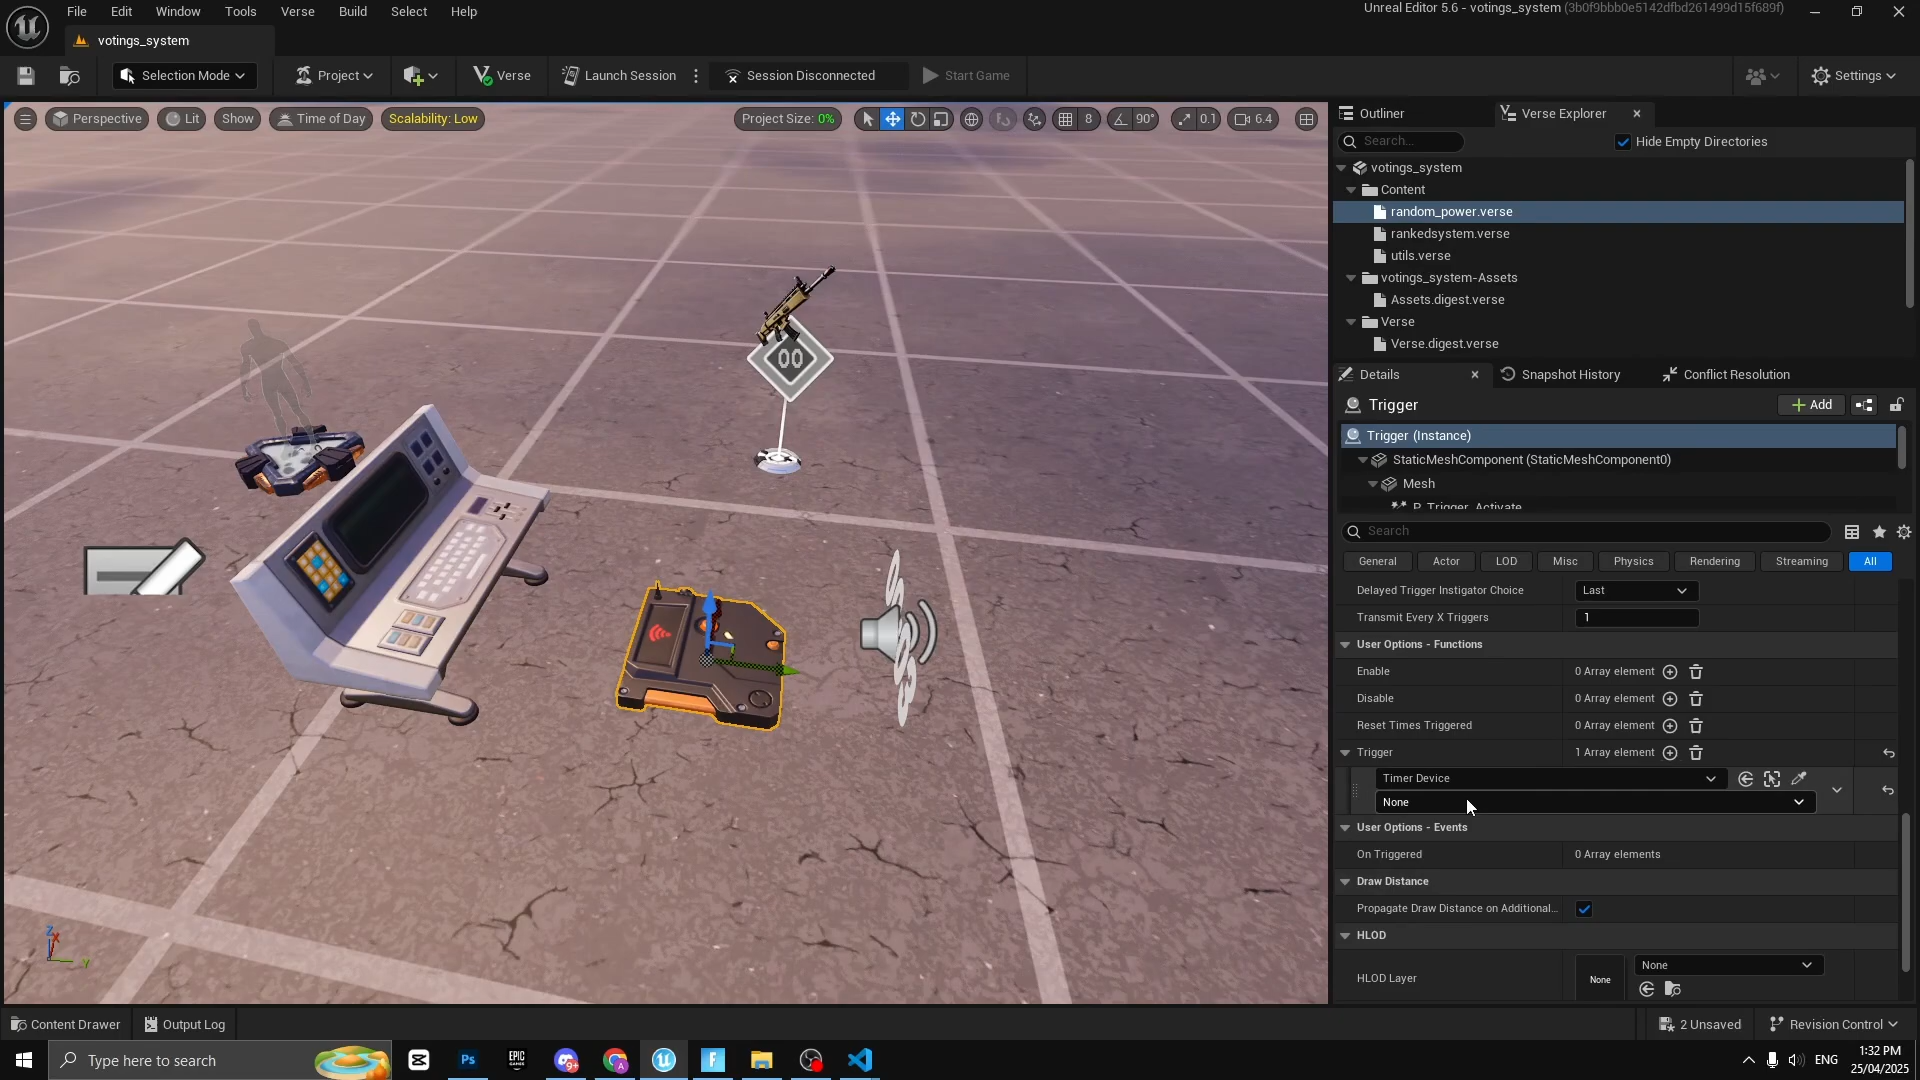 File Edit Window Tools Verse Build Select Help
Unreal Editor 5.6 - votings_system (3b0f9bbb0e5142dfbd261499d15f689f)
votings_system
Selection Mode Project Verse Launch Session Session Disconnected Start Game Settings
Perspective Lit Show Time of Day Scalability: Low Project Size: 0% 8 90° 0.1 6.4
Outliner Verse Explorer
Search... Hide Empty Directories
votings_system
Content
random_power.verse
rankedsystem.verse
utils.verse
votings_system-Assets
Assets.digest.verse
Verse
Verse.digest.verse
00
Details Snapshot History Conflict Resolution
Trigger Add
Trigger (Instance)
StaticMeshComponent (StaticMeshComponent0)
Mesh
P_Trigger_Activate
Search
General Actor LOD Misc Physics Rendering Streaming All
Delayed Trigger Instigator Choice Last
Transmit Every X Triggers 1
User Options - Functions
Enable 0 Array element
Disable 0 Array element
Reset Times Triggered 0 Array element
Trigger 1 Array element
Timer Device
None
User Options - Events
On Triggered 0 Array elements
Draw Distance
Propagate Draw Distance on Additional...
HLOD
HLOD Layer None None
Z X Y
Content Drawer Output Log 2 Unsaved Revision Control
Type here to search Ps EPIC GAMES 9+ A ENG 1:32 PM
25/04/2025